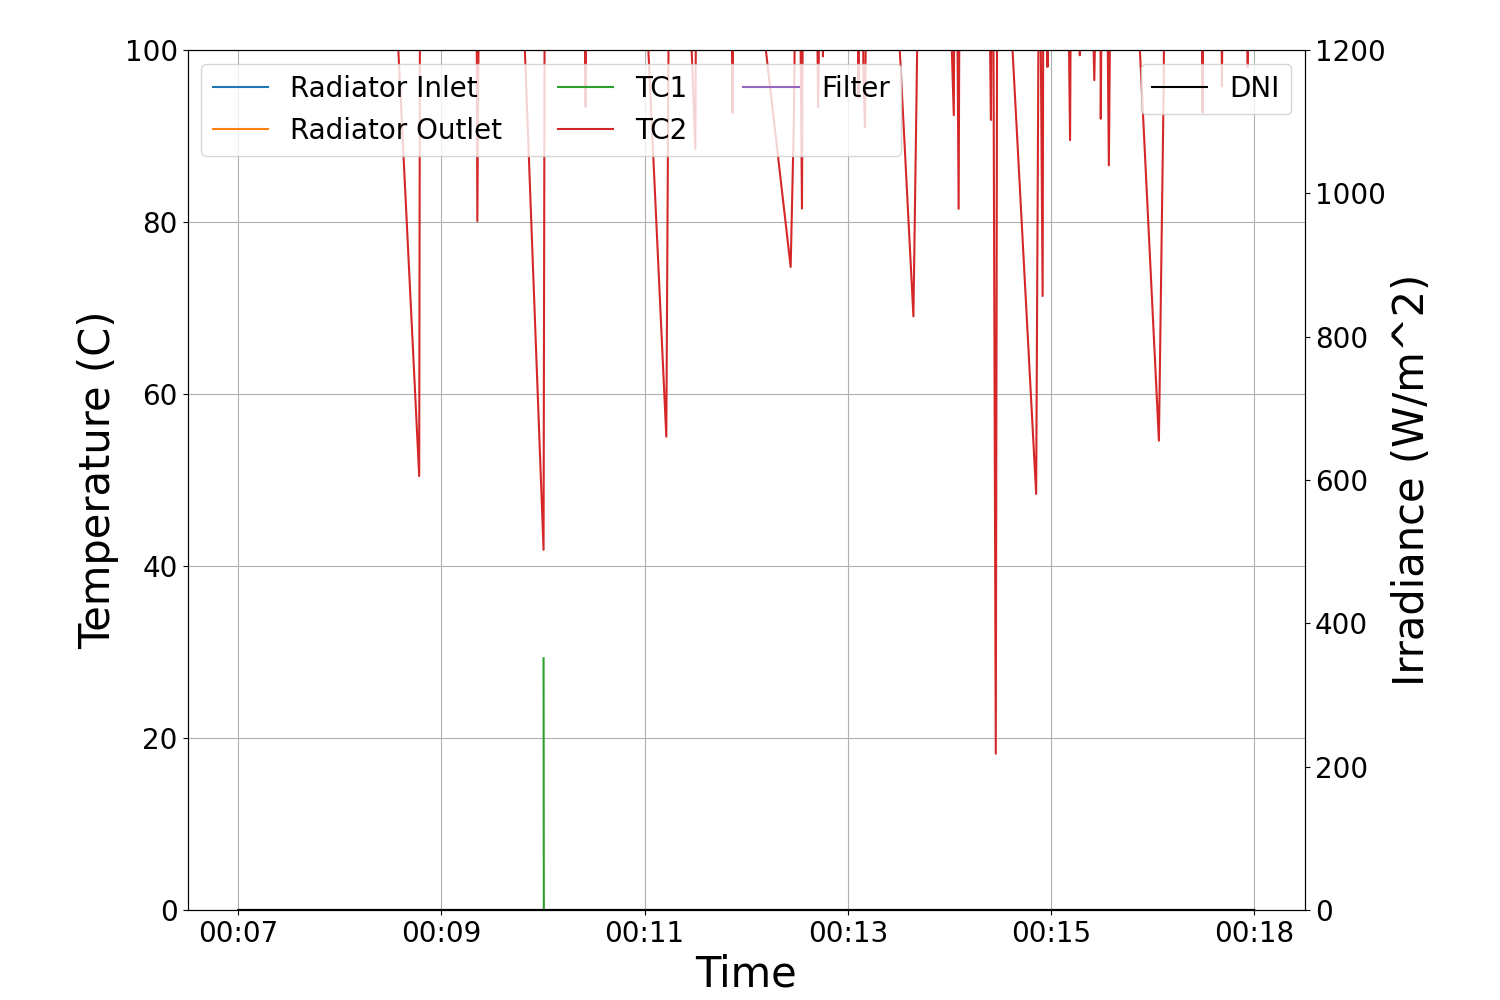 100
80
60
40
20
0
Temperature (C)
Radiator Inlet
Radiator Outlet
TC1
TC2
Filter
DNI
1200
1000
800
600
400
200
0
Irradiance (W/m^2)
00:07 00:09 00:11 00:13 00:15 00:18
Time